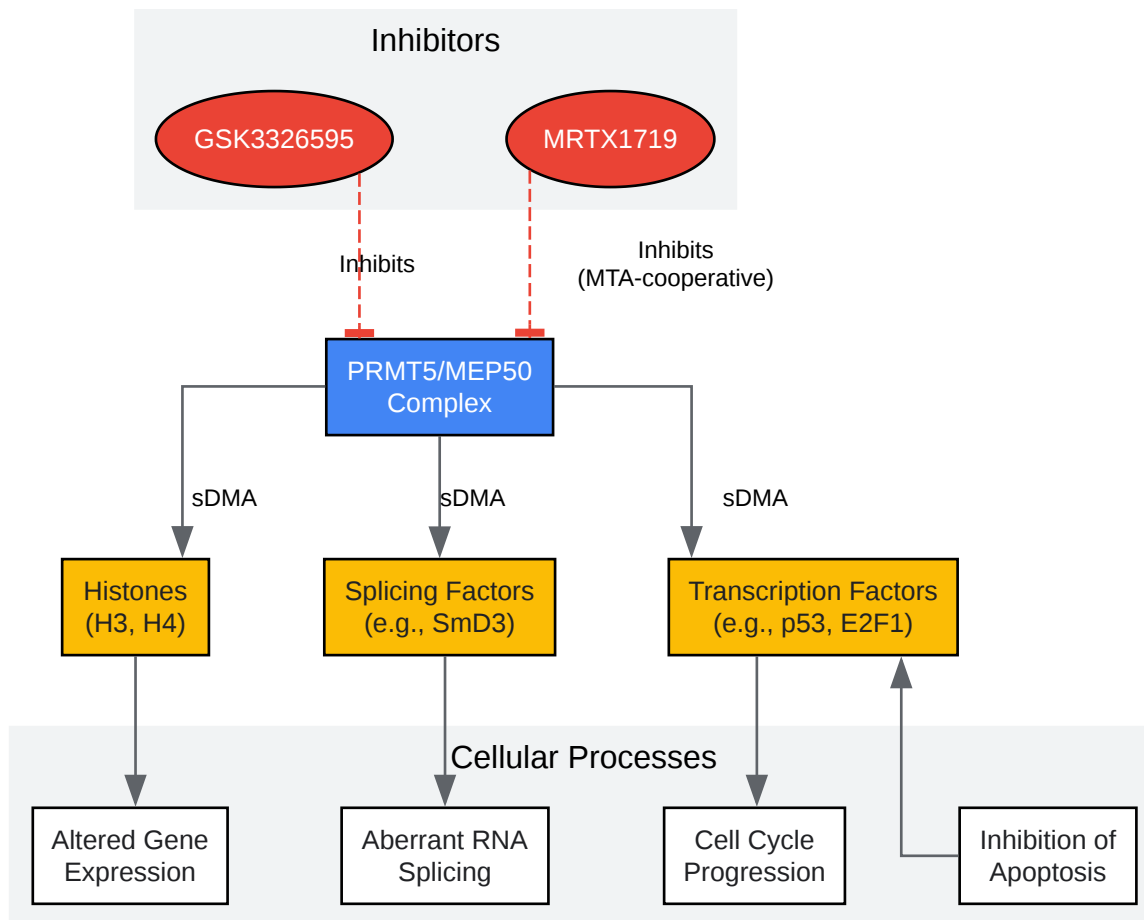 Inhibitors
GSK3326595
MRTX1719
Inhibits
Inhibits
(MTA-cooperative)
PRMT5/MEP50
Complex
sDMA
sDMA
sDMA
Histones
(H3, H4)
Splicing Factors
(e.g., SmD3)
Transcription Factors
(e.g., p53, E2F1)
Cellular Processes
Altered Gene
Expression
Aberrant RNA
Splicing
Cell Cycle
Progression
Inhibition of
Apoptosis